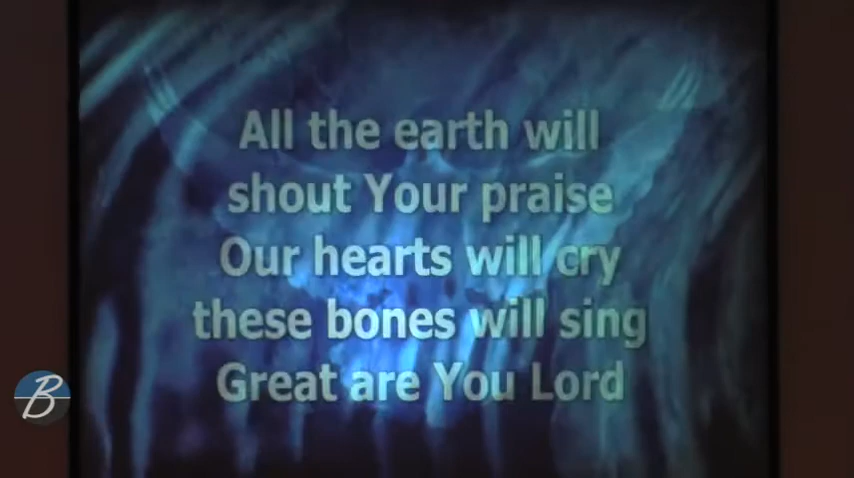 All the earth will
shout Your praise
Our hearts will cry
these bones will sing
Great are You Lord
B